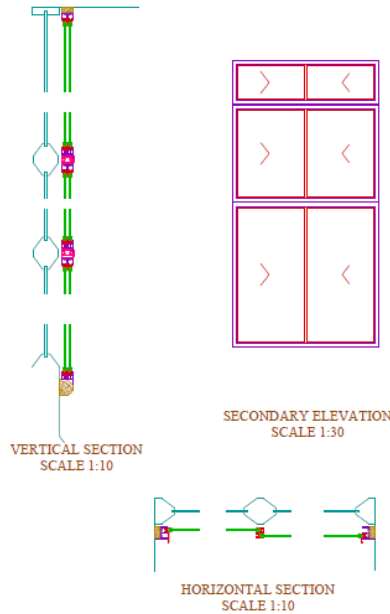 SECONDARY ELEVATION
SCALE 1:30
VERTICAL SECTION
SCALE 1:10
HORIZONTAL SECTION
SCALE 1:10